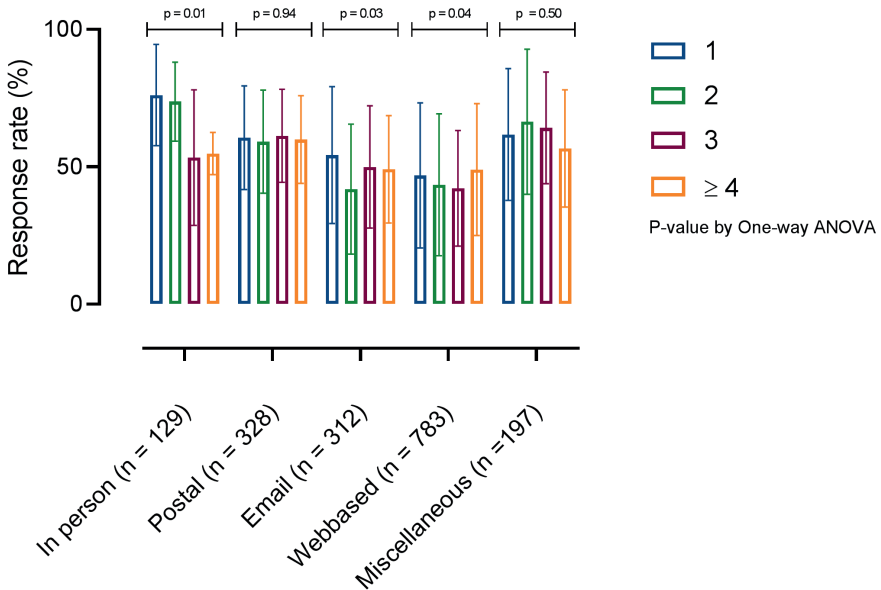 p = 0.01
p = 0.94
p = 0.03
p = 0.04
p = 0.50
100
50
0
Response rate (%)
In person (n = 129)
Postal (n = 328)
Email (n = 312)
Webbased (n = 783)
Miscellaneous (n =197)
1
2
3
≥ 4
P-value by One-way ANOVA